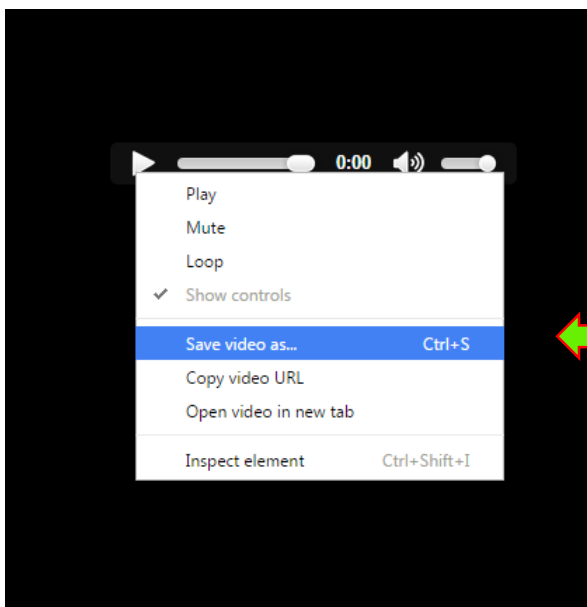 0:00
Play
Mute
Loop
Show controls
Save video as... Ctrl+S
Copy video URL
Open video in new tab
Inspect element Ctrl+Shift+I